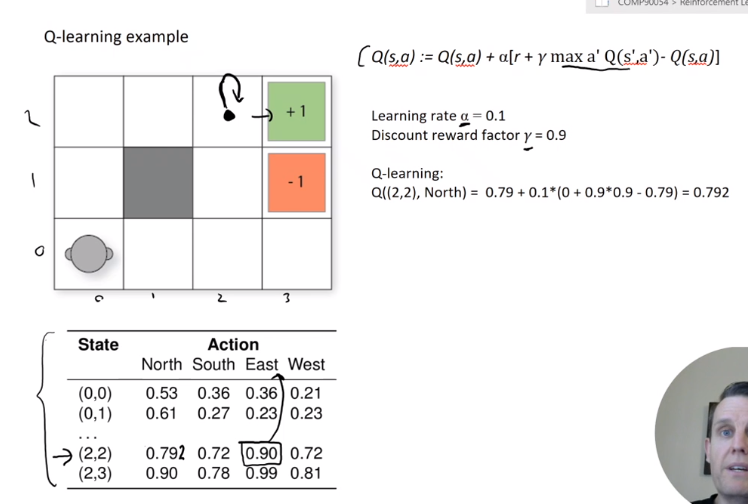 COMP90054 > Reinforcement Le
Q-learning example
( Q(s,a) := Q(s,a) + α[r + γ max a' Q(s',a')- Q(s,a)]
Learning rate α = 0.1
Discount reward factor γ = 0.9
Q-learning:
Q((2,2), North) = 0.79 + 0.1*(0 + 0.9*0.9 - 0.79) = 0.792
2
+ 1
1
- 1
0
0 1 2 3
State Action
North South East West
(0,0) 0.53 0.36 0.36 0.21
(0,1) 0.61 0.27 0.23 0.23
...
(2,2) 0.792 0.72 0.90 0.72
(2,3) 0.90 0.78 0.99 0.81